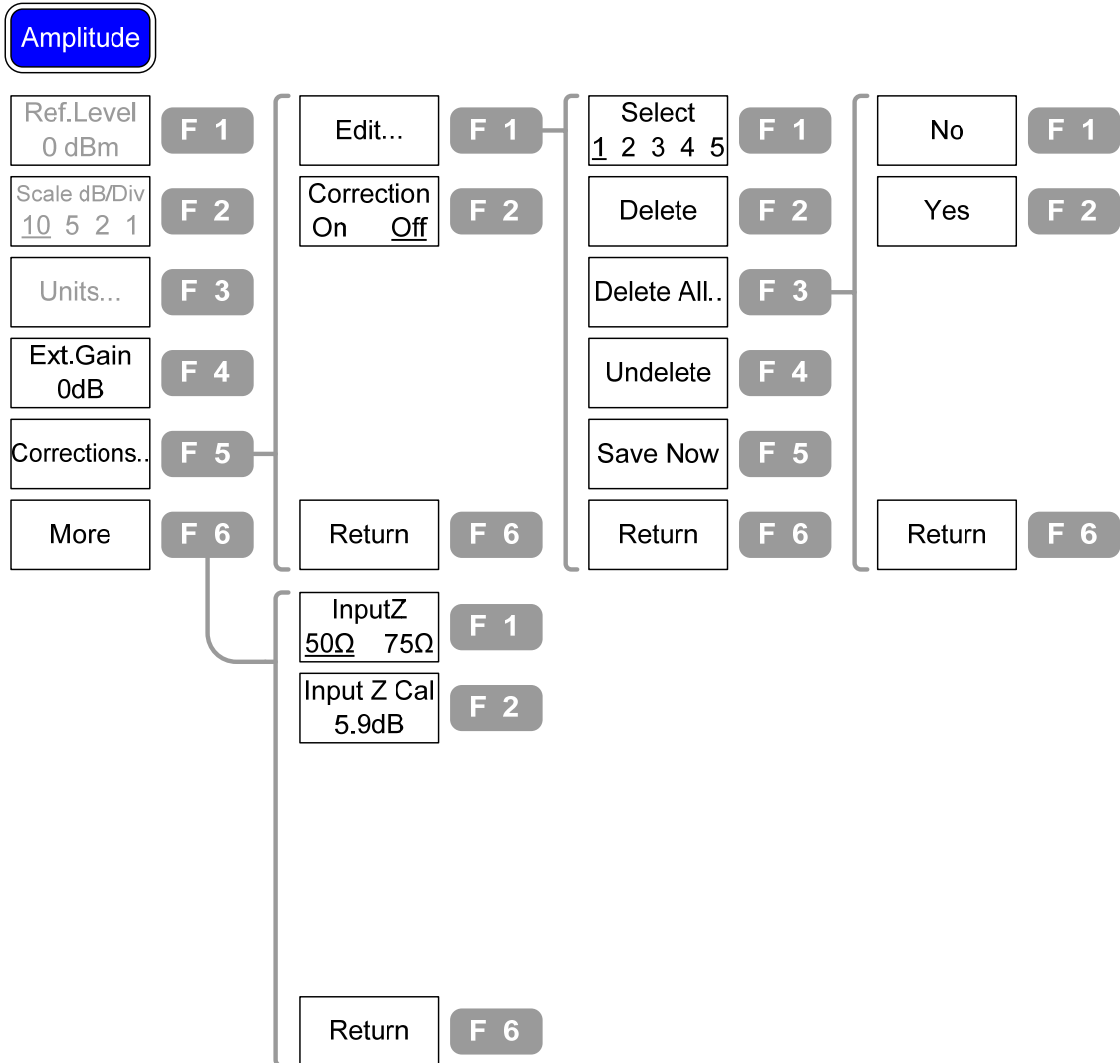 Amplitude
Ref.Level
0 dBm
F 1
Scale dB/Div
10 5 2 1
F 2
Units...
F 3
Ext.Gain
0dB
F 4
Corrections..
F 5
More
F 6
Edit...
F 1
Correction
On Off
F 2
Return
F 6
Select
1 2 3 4 5
F 1
Delete
F 2
Delete All..
F 3
Undelete
F 4
Save Now
F 5
Return
F 6
No
F 1
Yes
F 2
Return
F 6
InputZ
50Ω 75Ω
F 1
Input Z Cal
5.9dB
F 2
Return
F 6